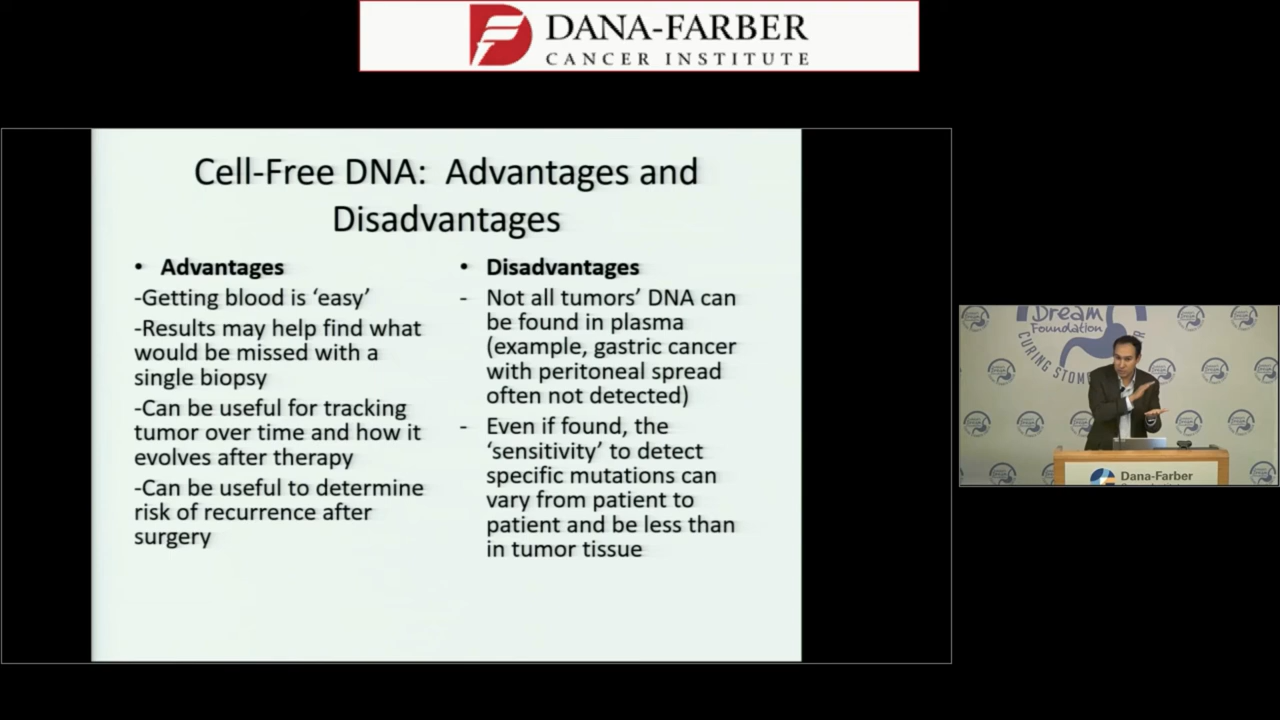 DANA-FARBER
CANCER INSTITUTE
Cell-Free DNA: Advantages and
Disadvantages
• Advantages
-Getting blood is ‘easy’
-Results may help find what
would be missed with a
single biopsy
-Can be useful for tracking
tumor over time and how it
evolves after therapy
-Can be useful to determine
risk of recurrence after
surgery
• Disadvantages
- Not all tumors’ DNA can
be found in plasma
(example, gastric cancer
with peritoneal spread
often not detected)
- Even if found, the
‘sensitivity’ to detect
specific mutations can
vary from patient to
patient and be less than
in tumor tissue
Dream
Foundation
CURING STOM
Dana-Farber